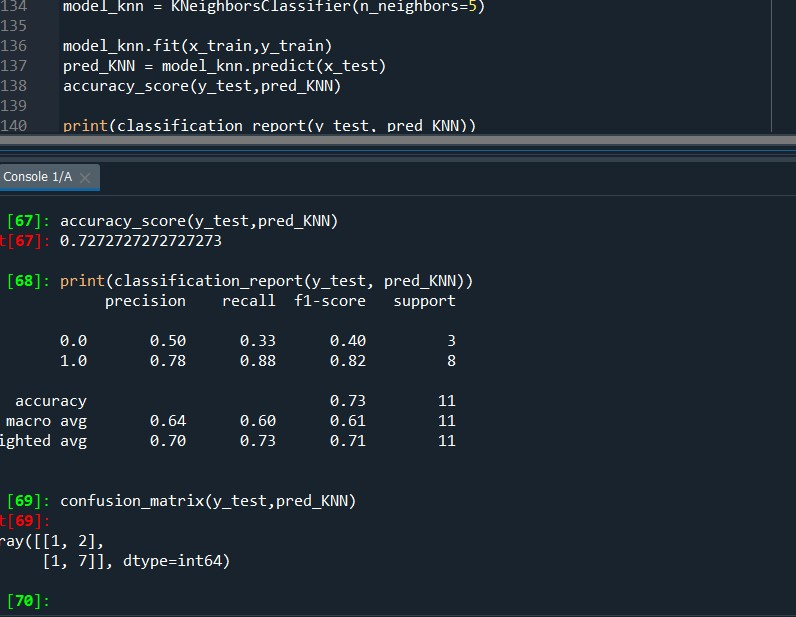 134 model_knn = KNeighborsClassifier(n_neighbors=5)
135
136 model_knn.fit(x_train,y_train)
137 pred_KNN = model_knn.predict(x_test)
138 accuracy_score(y_test,pred_KNN)
139
140 print(classification_report(y_test, pred_KNN))
Console 1/A
[67]: accuracy_score(y_test,pred_KNN)
t[67]: 0.7272727272727273
[68]: print(classification_report(y_test, pred_KNN))
precision recall f1-score support
0.0 0.50 0.33 0.40 3
1.0 0.78 0.88 0.82 8
accuracy 0.73 11
macro avg 0.64 0.60 0.61 11
ighted avg 0.70 0.73 0.71 11
[69]: confusion_matrix(y_test,pred_KNN)
t[69]:
ray([[1, 2],
[1, 7]], dtype=int64)
[70]: